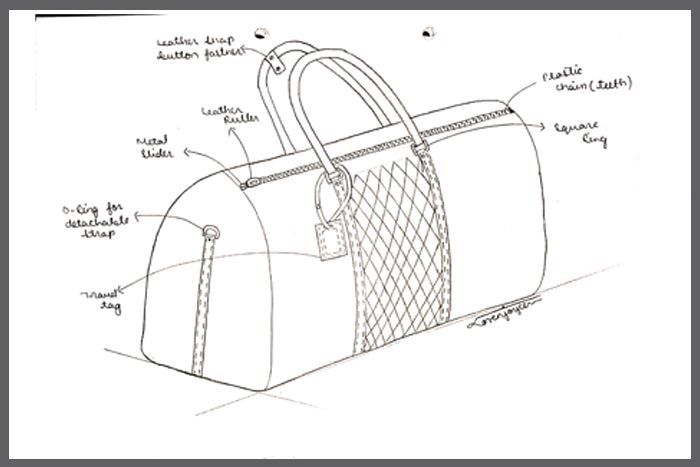 Leather strap
button fastner
Leather
Puller
Metal
Slider
D-Ring for
detachable
strap
Travel
tag
Plastic
chain (teeth)
Square
Ring